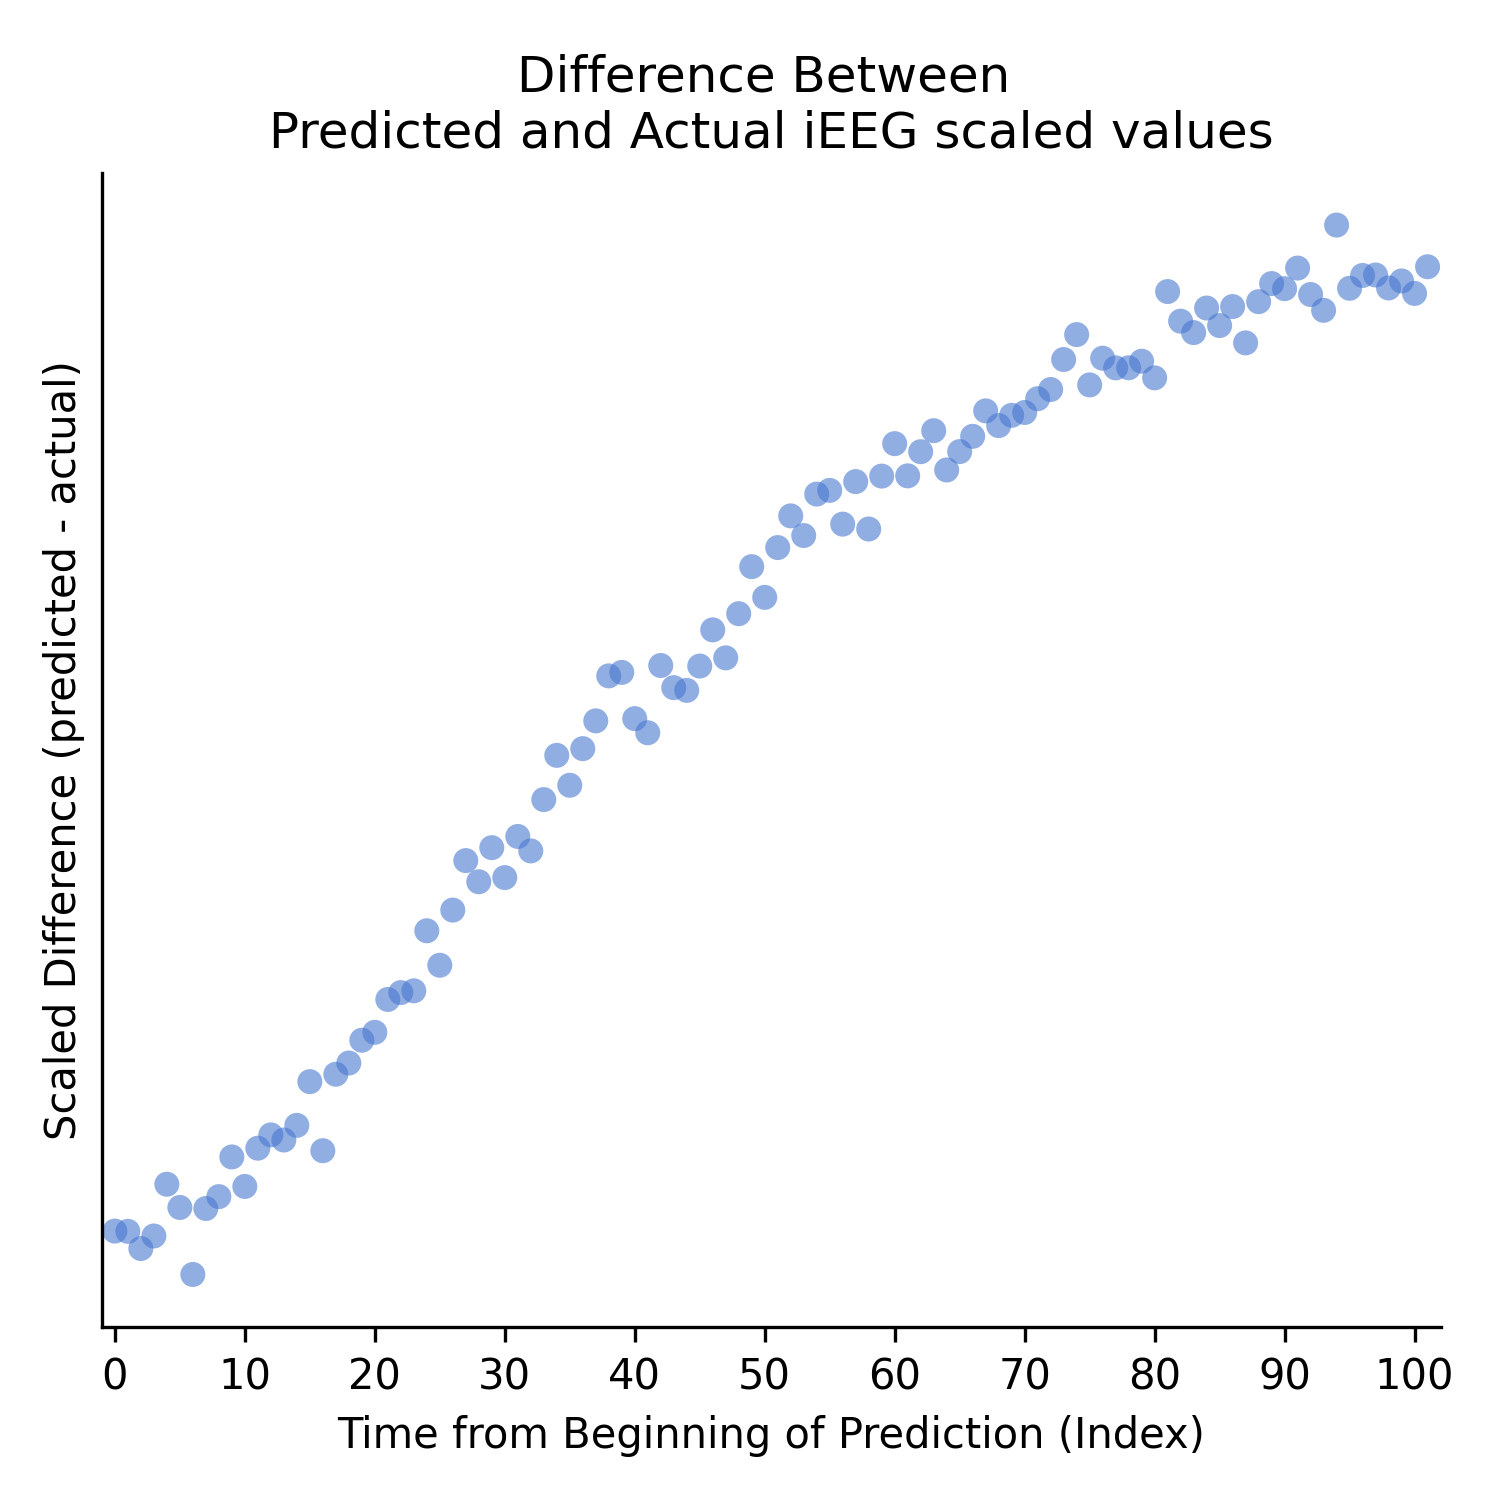 Difference Between
Predicted and Actual iEEG scaled values
Scaled Difference (predicted - actual)
0 10 20 30 40 50 60 70 80 90 100
Time from Beginning of Prediction (Index)